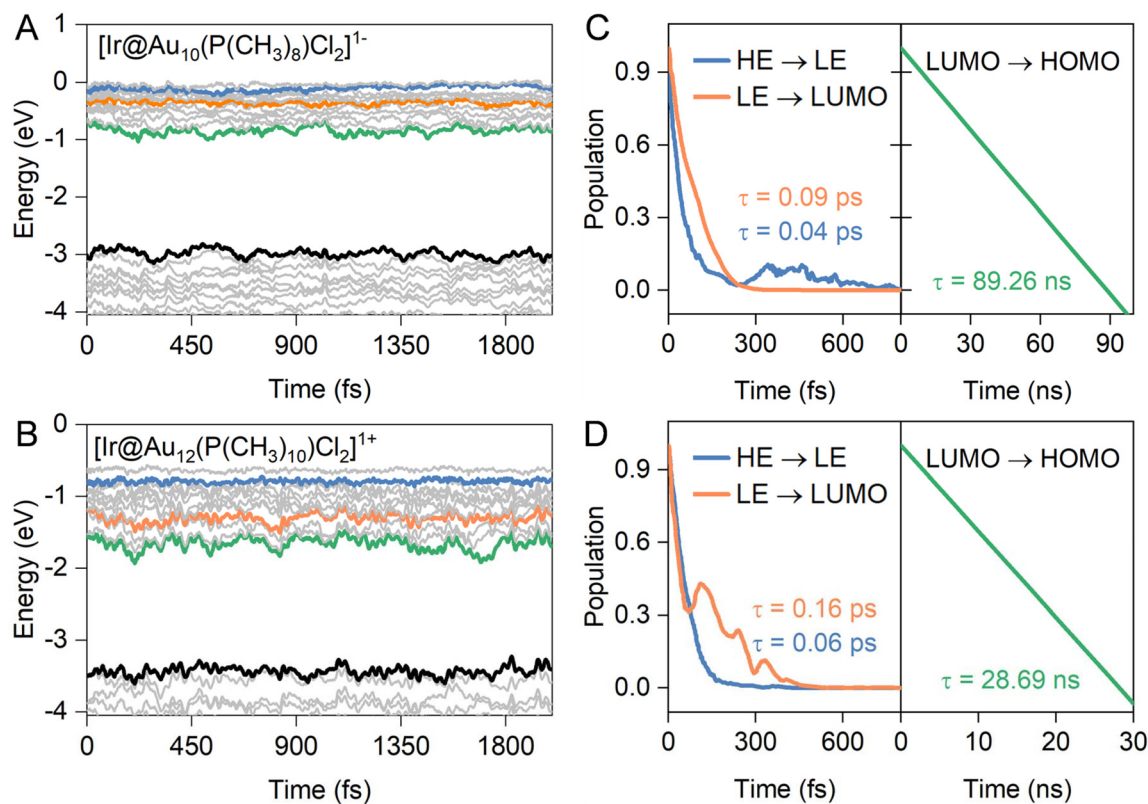 A
[Ir@Au₁₀(P(CH₃)₈)Cl₂]¹⁻
Energy (eV)
1
0
-1
-2
-3
-4
0 450 900 1350 1800
Time (fs)
B
[Ir@Au₁₂(P(CH₃)₁₀)Cl₂]¹⁺
Energy (eV)
0
-1
-2
-3
-4
0 450 900 1350 1800
Time (fs)
C
Population
0.9
0.6
0.3
0.0
HE → LE
LE → LUMO
τ = 0.09 ps
τ = 0.04 ps
0 300 600
Time (fs)
LUMO → HOMO
τ = 89.26 ns
0 30 60 90
Time (ns)
D
Population
0.9
0.6
0.3
0.0
HE → LE
LE → LUMO
τ = 0.16 ps
τ = 0.06 ps
0 300 600
Time (fs)
LUMO → HOMO
τ = 28.69 ns
0 10 20 30
Time (ns)